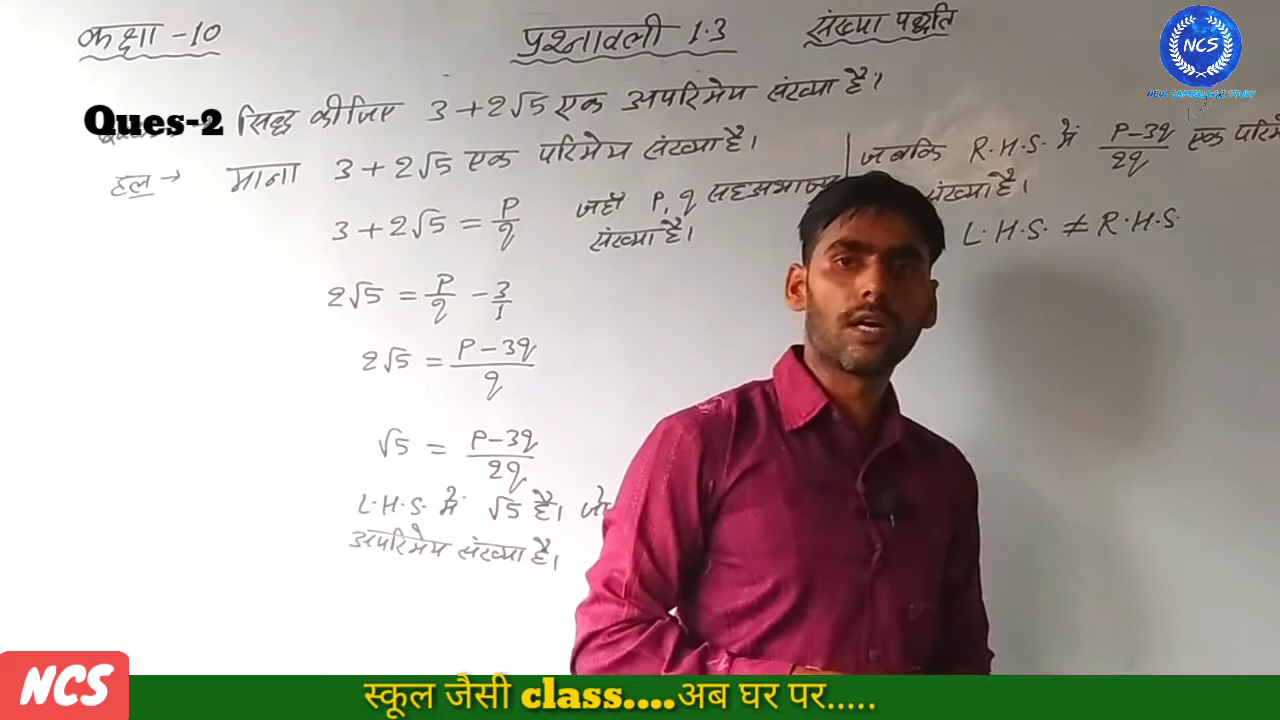 कक्षा -10
प्रश्नावली 1.3
संख्या पद्धति
NCS
Ques-2 सिद्ध कीजिए 3+2√5 एक अपरिमेय संख्या है।
हल → माना 3+2√5 एक परिमेय संख्या है।
3+2√5 = P/q जहाँ P, q सहअभाज्य
संख्या है।
2√5 = P/q - 3/1
2√5 = P-3q/q
√5 = P-3q/2q
L.H.S. में √5 है।
अपरिमेय संख्या है।
जबकि R.H.S. में P-3q/2q एक
संख्या है।
L.H.S. ≠ R.H.S.
NCS
स्कूल जैसी class....अब घर पर.....